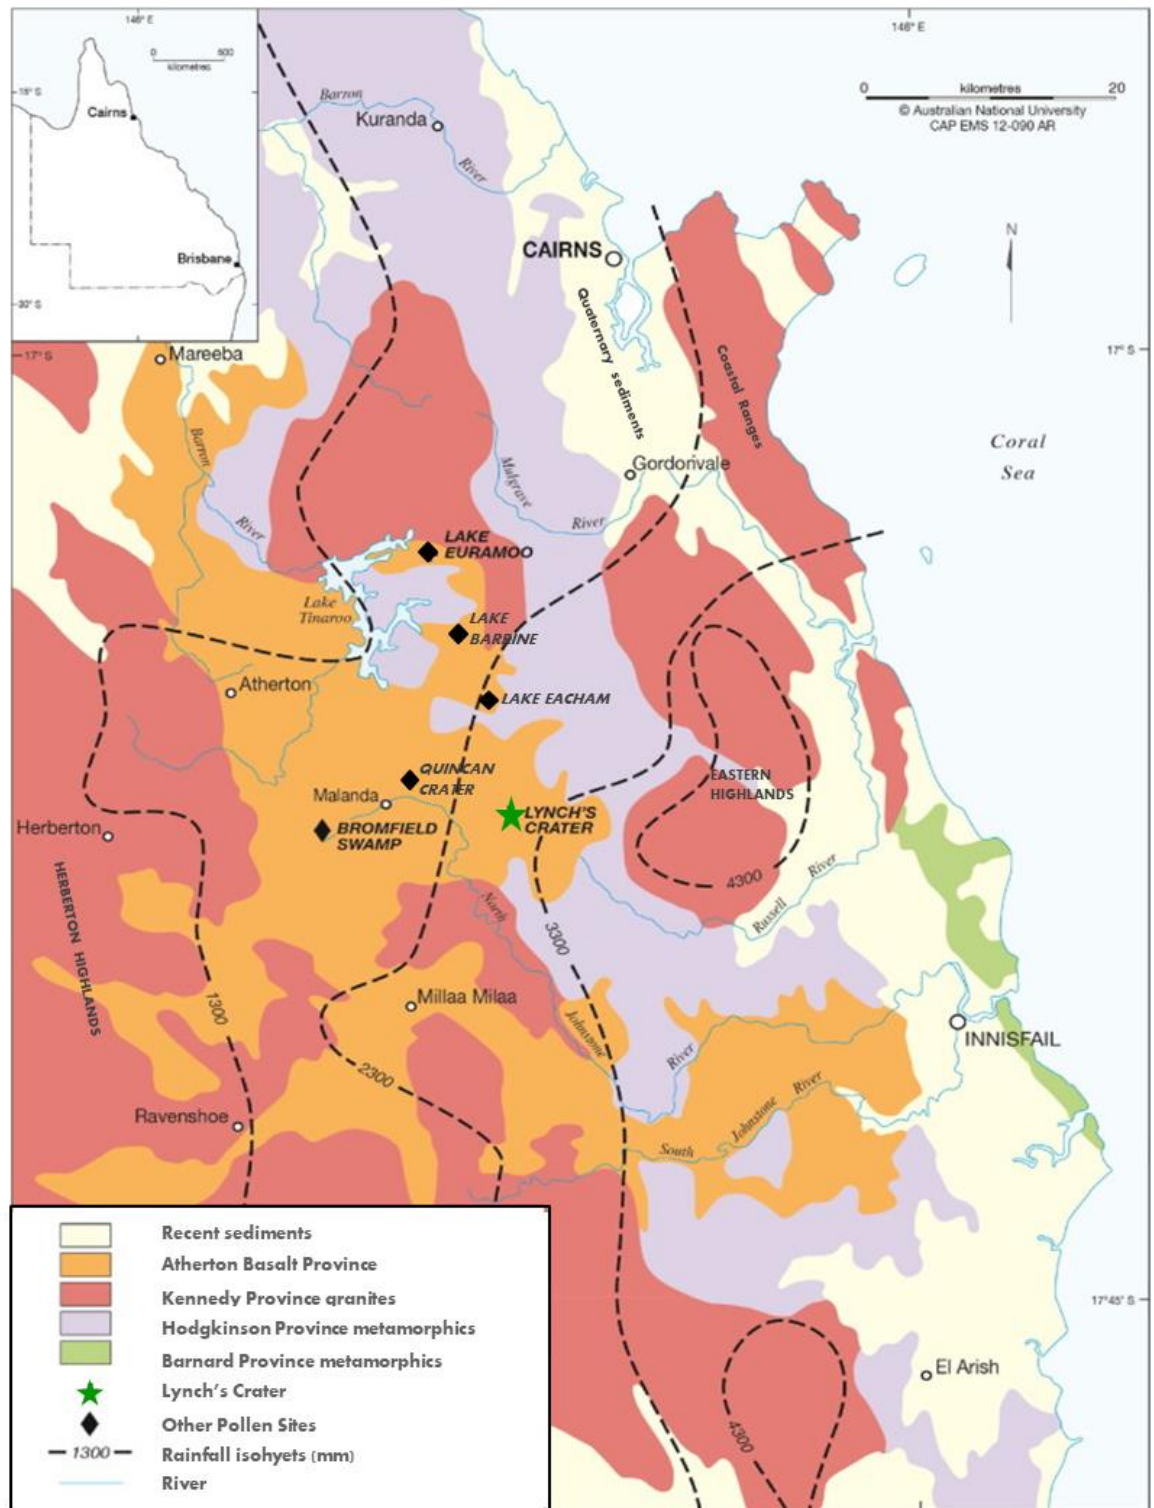 146° E
0 500
kilometres
15° S
Cairns
Brisbane
30° S
146° E
0 kilometres 20
© Australian National University
CAP EMS 12-090 AR
N
Barron
Kuranda
River
CAIRNS
Quaternary sediments
Coastal Ranges
17° S
Mareeba
17° S
Coral
Sea
Barron
River
Mulgrave
River
Gordonvale
LAKE
EURAMOO
Lake
Tinaroo
LAKE
BARRINE
Atherton
LAKE EACHAM
QUINCAN
CRATER
Malanda
EASTERN
HIGHLANDS
LYNCH'S
CRATER
Herberton
BROMFIELD
SWAMP
4300
Russell
River
HERBERTON HIGHLANDS
North
3300
1300
Millaa Milaa
Johnstone
River
INNISFAIL
2300
Ravenshoe
South
Johnstone
River
17°45' S
El Arish
4300
Recent sediments
Atherton Basalt Province
Kennedy Province granites
Hodgkinson Province metamorphics
Barnard Province metamorphics
Lynch's Crater
Other Pollen Sites
1300 Rainfall isohyets (mm)
River